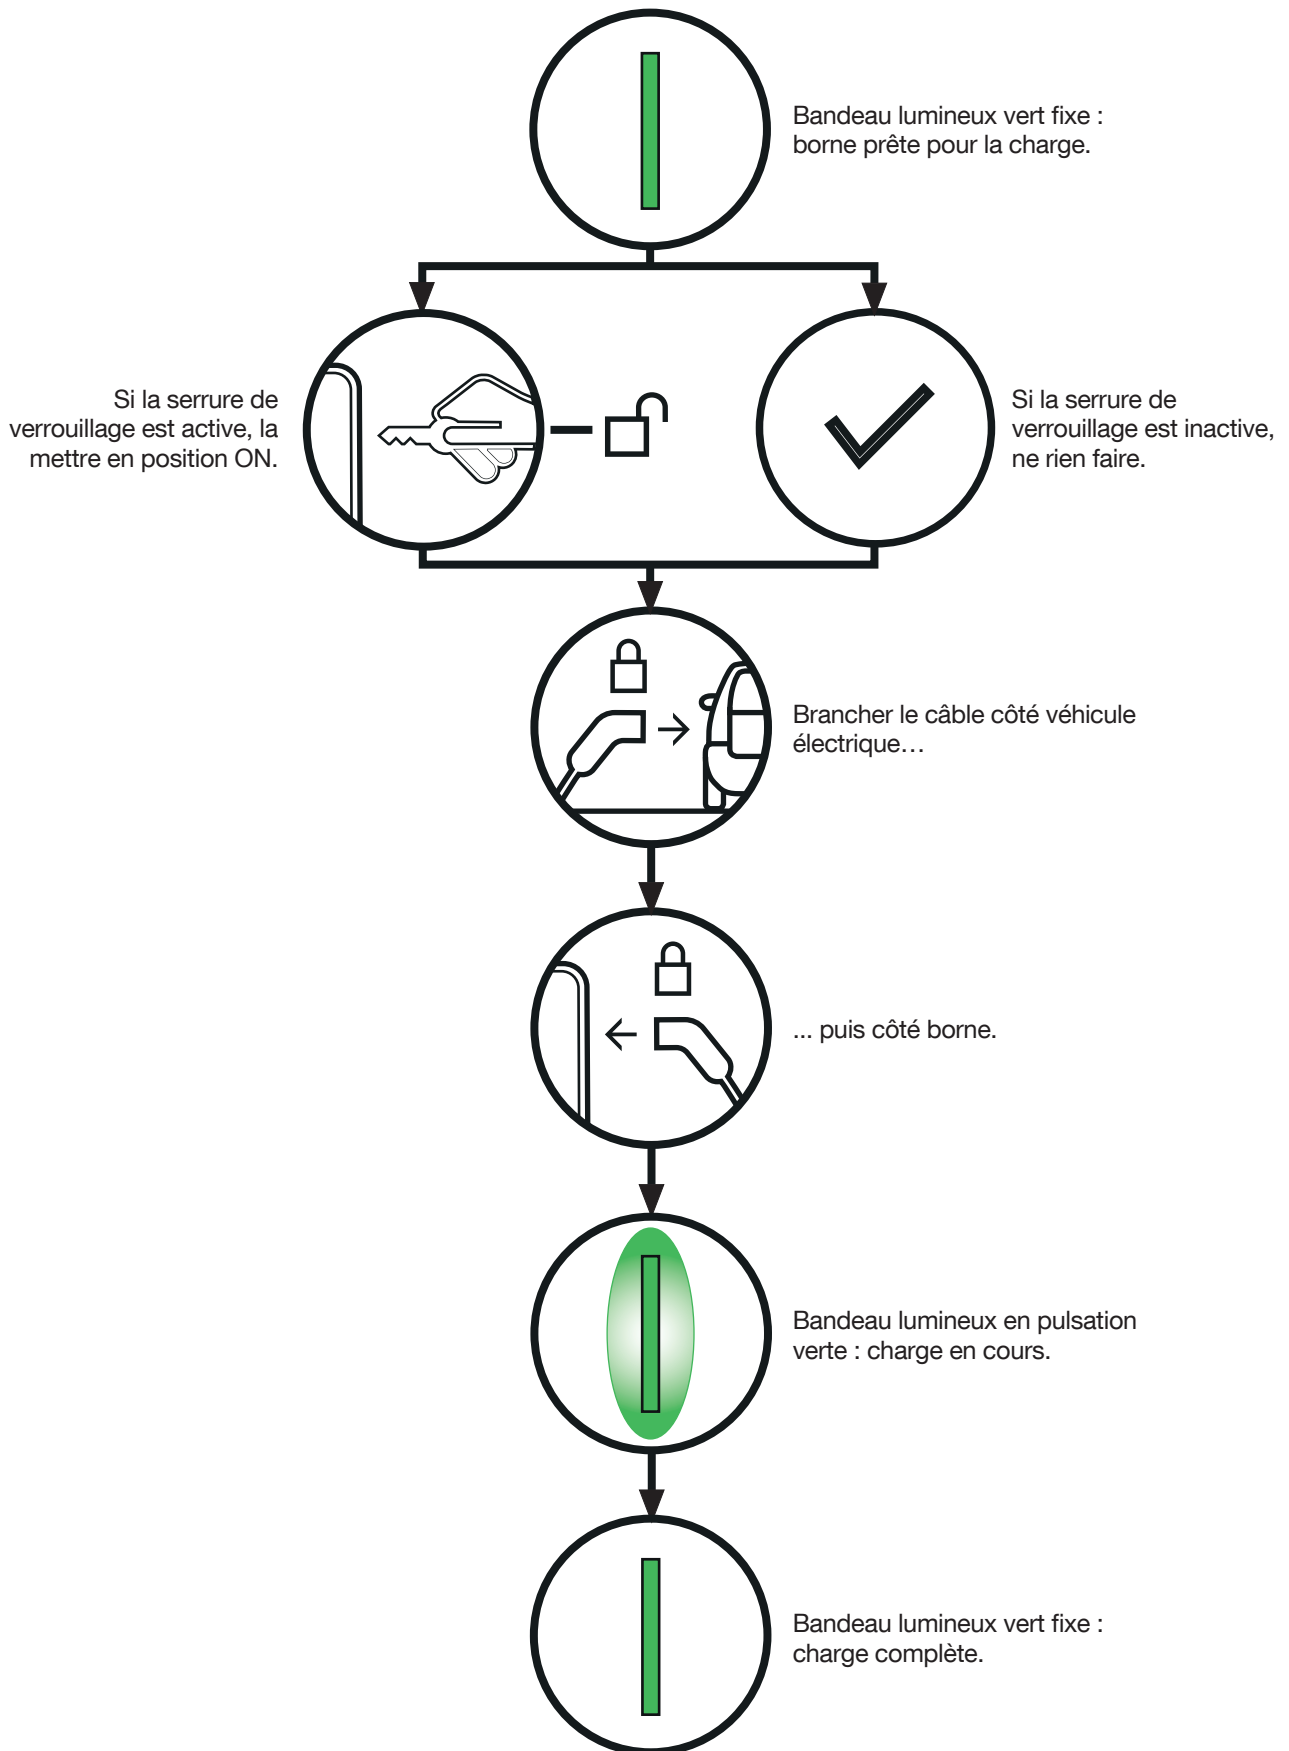 Bandeau lumineux vert fixe :
borne prête pour la charge.
Si la serrure de
verrouillage est active, la
mettre en position ON.
Si la serrure de
verrouillage est inactive,
ne rien faire.
Brancher le câble côté véhicule
électrique…
... puis côté borne.
Bandeau lumineux en pulsation
verte : charge en cours.
Bandeau lumineux vert fixe :
charge complète.